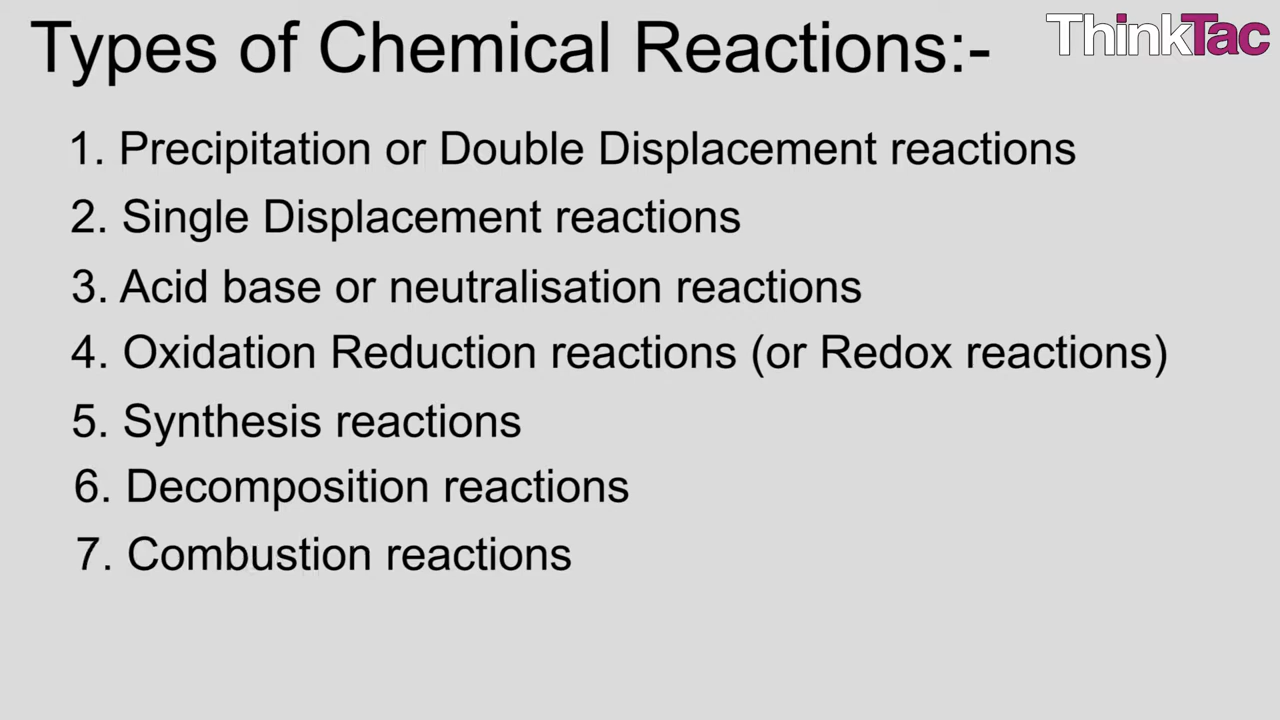 Types of Chemical Reactions:-
ThinkTac
1. Precipitation or Double Displacement reactions
2. Single Displacement reactions
3. Acid base or neutralisation reactions
4. Oxidation Reduction reactions (or Redox reactions)
5. Synthesis reactions
6. Decomposition reactions
7. Combustion reactions